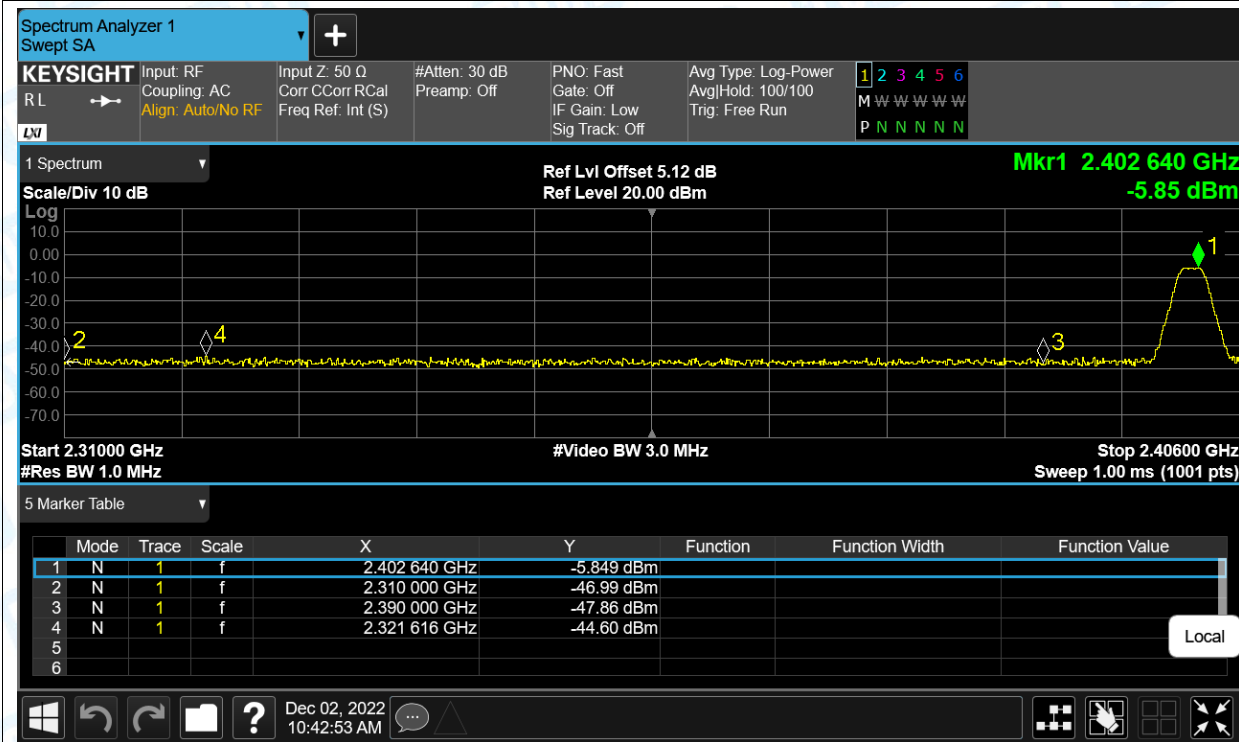 Spectrum Analyzer 1
Swept SA
+
KEYSIGHT
R L
LXI
Input: RF
Coupling: AC
Align: Auto/No RF
Input Z: 50 Ω
Corr CCorr RCal
Freq Ref: Int (S)
#Atten: 30 dB
Preamp: Off
PNO: Fast
Gate: Off
IF Gain: Low
Sig Track: Off
Avg Type: Log-Power
Avg|Hold: 100/100
Trig: Free Run
1 2 3 4 5 6
M W W W W W W
P N N N N N
1 Spectrum
Scale/Div 10 dB
Ref Lvl Offset 5.12 dB
Ref Level 20.00 dBm
Mkr1 2.402 640 GHz
-5.85 dBm
Log
10.0
0.00
-10.0
-20.0
-30.0
-40.0
-50.0
-60.0
-70.0
1
2
4
3
Start 2.31000 GHz
#Video BW 3.0 MHz
Stop 2.40600 GHz
#Res BW 1.0 MHz
Sweep 1.00 ms (1001 pts)
5 Marker Table
Mode Trace Scale X Y Function Function Width Function Value
1 N 1 f 2.402 640 GHz -5.849 dBm
2 N 1 f 2.310 000 GHz -46.99 dBm
3 N 1 f 2.390 000 GHz -47.86 dBm
4 N 1 f 2.321 616 GHz -44.60 dBm
5
6
Local
?
Dec 02, 2022
10:42:53 AM